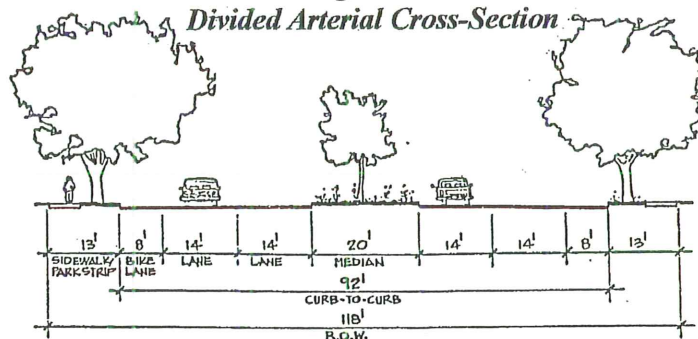 Divided Arterial Cross-Section
13' 8' 14' 14' 20' 14' 14' 8' 13'
SIDEWALK/ BIKE LANE LANE MEDIAN
PARKSTRIP LANE
92'
CURB-TO-CURB
118'
R.O.W.